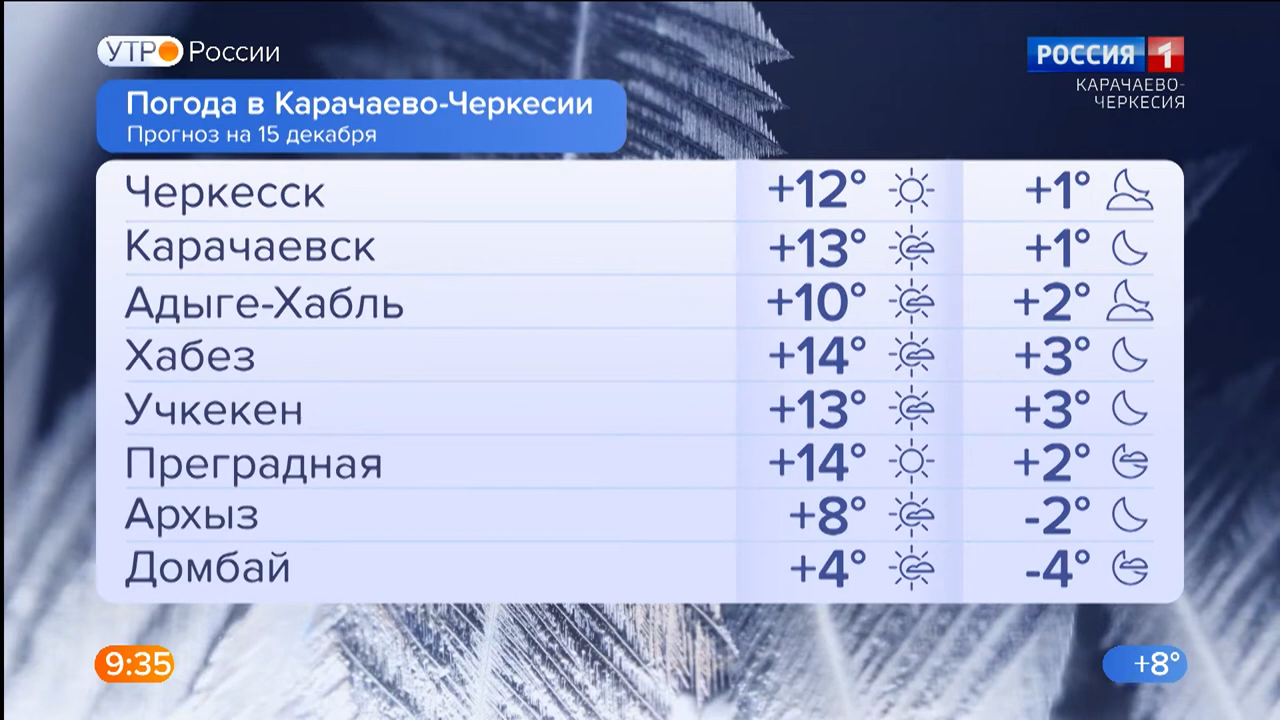 УТРО России
РОССИЯ 1
КАРАЧАЕВО-
ЧЕРКЕСИЯ
Погода в Карачаево-Черкесии
Прогноз на 15 декабря
Черкесск +12° +1°
Карачаевск +13° +1°
Адыге-Хабль +10° +2°
Хабез +14° +3°
Учкекен +13° +3°
Преградная +14° +2°
Архыз +8° -2°
Домбай +4° -4°
9:35 +8°